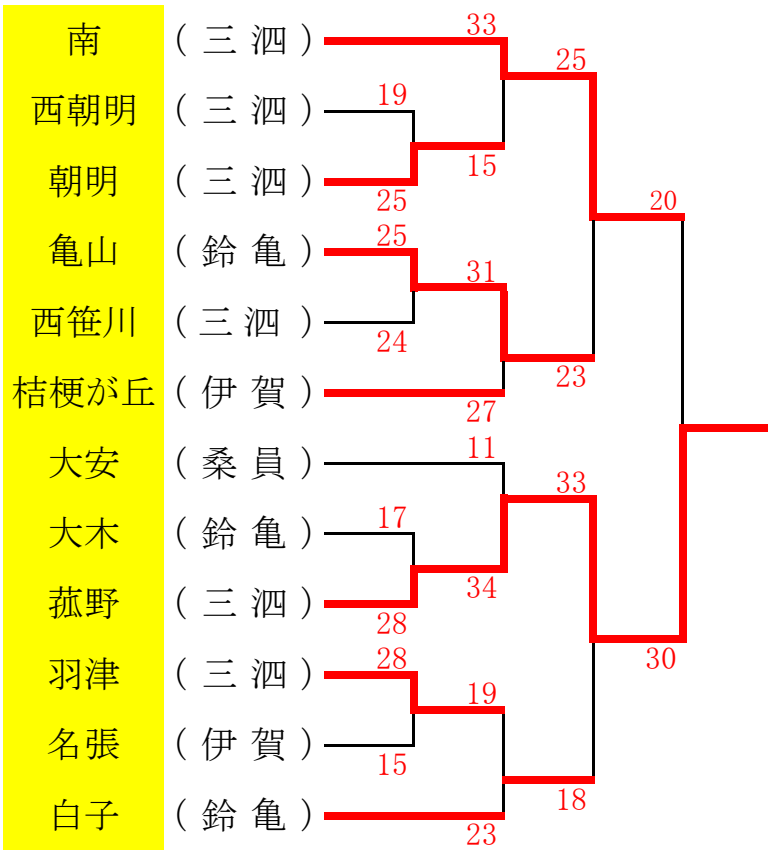 南 (三泗) 33
25
西朝明 (三泗) 19
15
朝明 (三泗) 25
20
亀山 (鈴亀) 25
31
西笹川 (三泗) 24
23
桔梗が丘 (伊賀) 27
大安 (桑員) 11
33
大木 (鈴亀) 17
34
菰野 (三泗) 28
30
羽津 (三泗) 28
19
名張 (伊賀) 15
18
白子 (鈴亀) 23